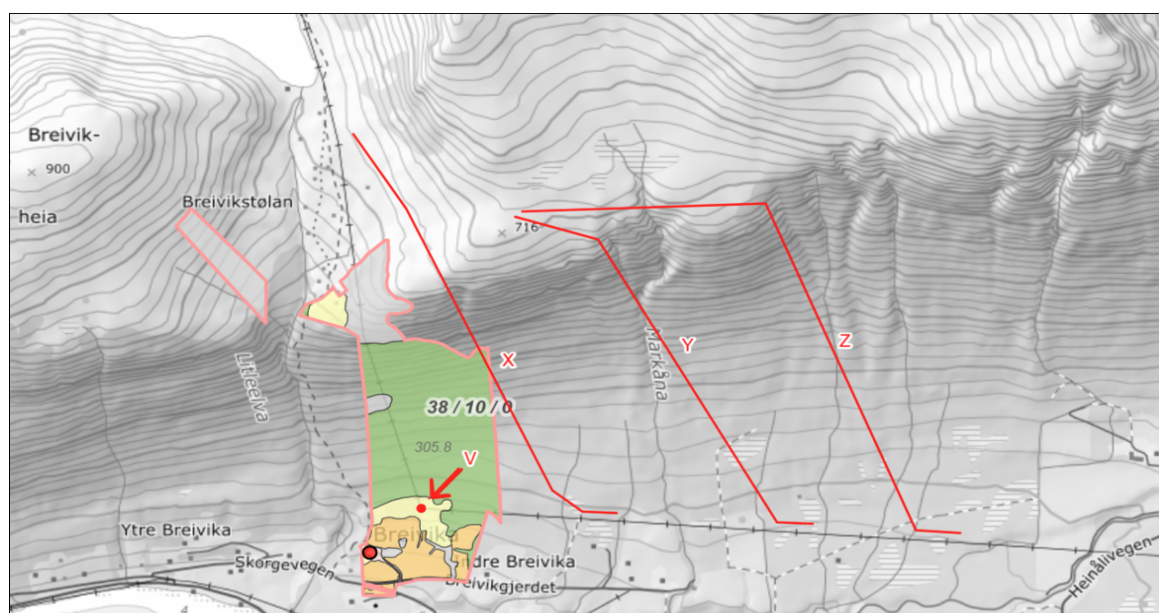 Breivik-
900
heia
Breivikstølan
716
Markåna
X
Y
Z
Litleelva
38 / 10 / 0
305.8
V
Ytre Breivika
Breivika
Skorgevegen
Indre Breivika
Breivikgjerdet
Heinålivegen
4